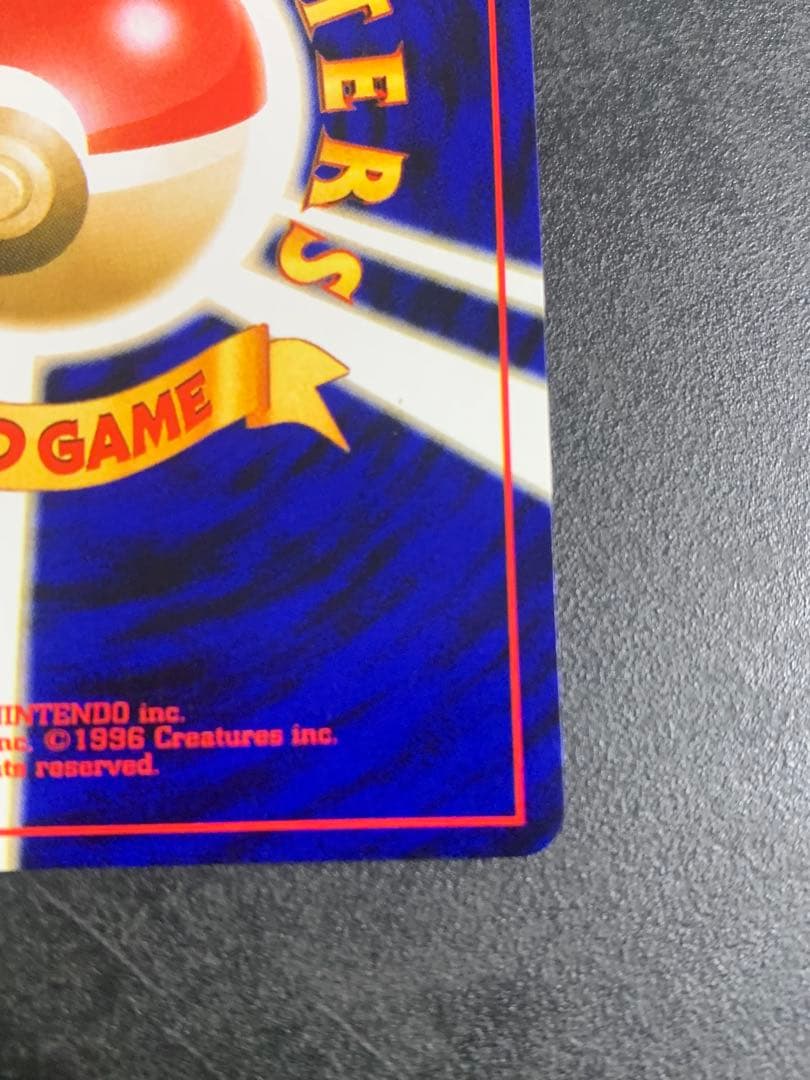 TERS
D GAME
NINTENDO inc.
nc. ©1996 Creatures inc.
ts reserved.